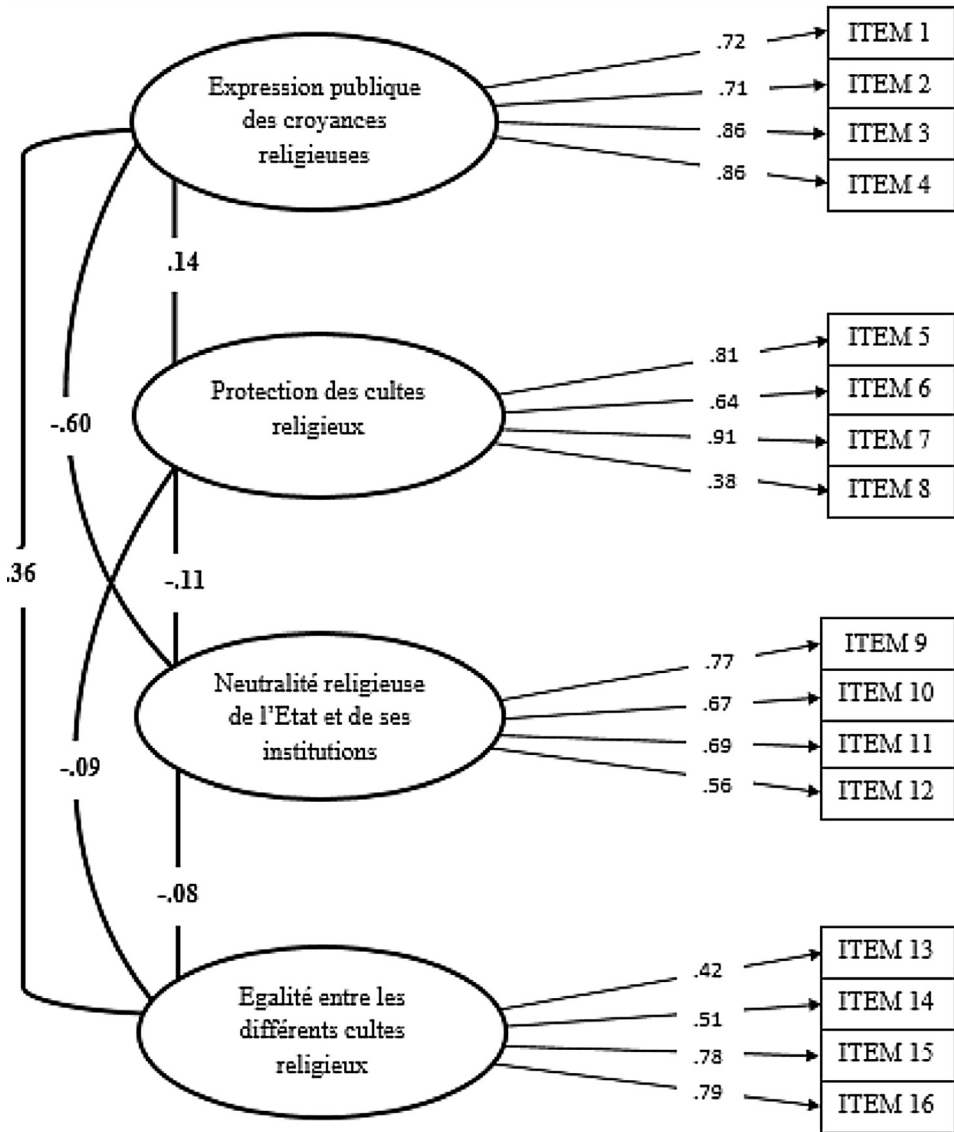 Expression publique
des croyances
religieuses
.72
.71
.86
.86
ITEM 1
ITEM 2
ITEM 3
ITEM 4
.14
Protection des cultes
religieux
.81
.64
.91
.38
ITEM 5
ITEM 6
ITEM 7
ITEM 8
-.60
.36
-.11
Neutralité religieuse
de l’Etat et de ses
institutions
.77
.67
.69
.56
ITEM 9
ITEM 10
ITEM 11
ITEM 12
-.09
-.08
Egalité entre les
différents cultes
religieux
.42
.51
.78
.79
ITEM 13
ITEM 14
ITEM 15
ITEM 16